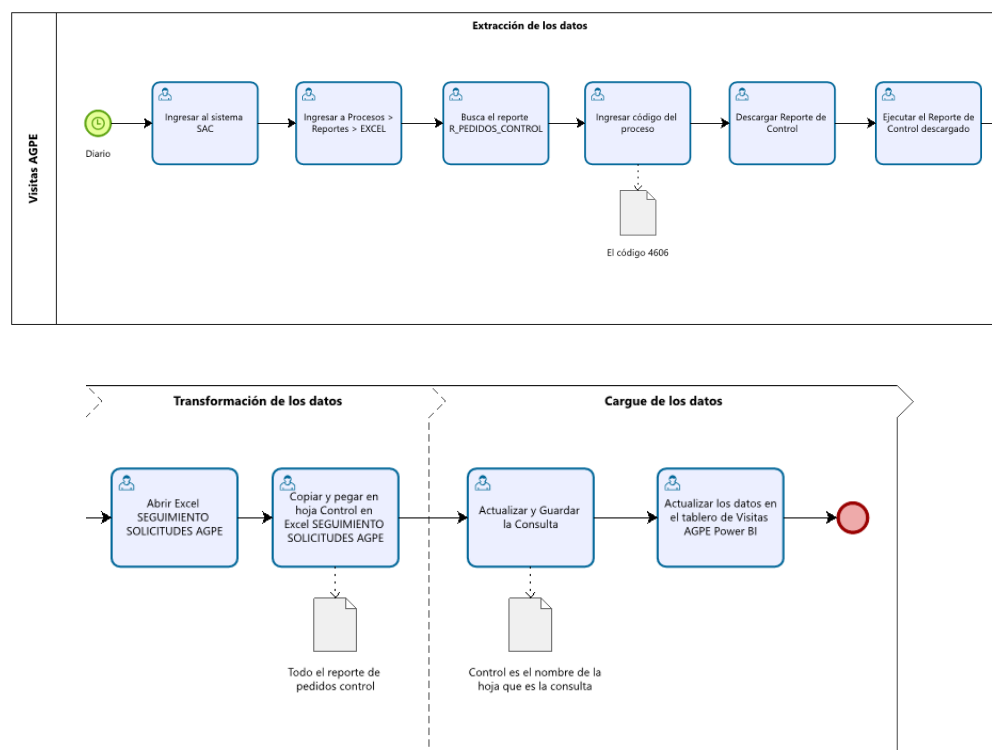 Extracción de los datos
Visitas AGPE
Diario
Ingresar al sistema
SAC
Ingresar a Procesos >
Reportes > EXCEL
Busca el reporte
R_PEDIDOS_CONTROL
Ingresar código del
proceso
El código 4606
Descargar Reporte de
Control
Ejecutar el Reporte de
Control descargado
Transformación de los datos
Cargue de los datos
Abrir Excel
SEGUIMIENTO
SOLICITUDES AGPE
Copiar y pegar en
hoja Control en
Excel SEGUIMIENTO
SOLICITUDES AGPE
Todo el reporte de
pedidos control
Actualizar y Guardar
la Consulta
Control es el nombre de la
hoja que es la consulta
Actualizar los datos en
el tablero de Visitas
AGPE Power BI